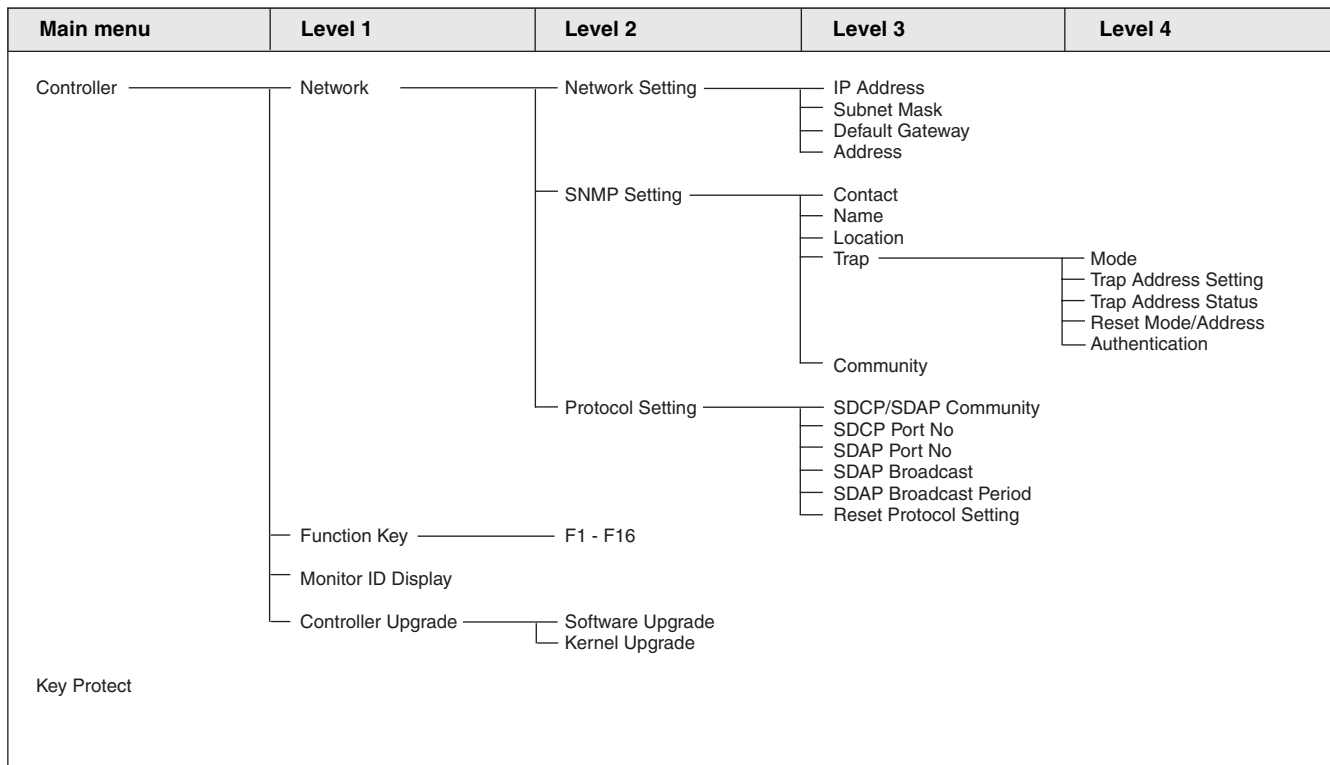 Main menu Level 1 Level 2 Level 3 Level 4
Controller Network Network Setting IP Address
Subnet Mask
Default Gateway
Address
SNMP Setting Contact
Name
Location
Trap Mode
Trap Address Setting
Trap Address Status
Reset Mode/Address
Authentication
Community
Protocol Setting SDCP/SDAP Community
SDCP Port No
SDAP Port No
SDAP Broadcast
SDAP Broadcast Period
Reset Protocol Setting
Function Key F1 - F16
Monitor ID Display
Controller Upgrade Software Upgrade
Kernel Upgrade
Key Protect